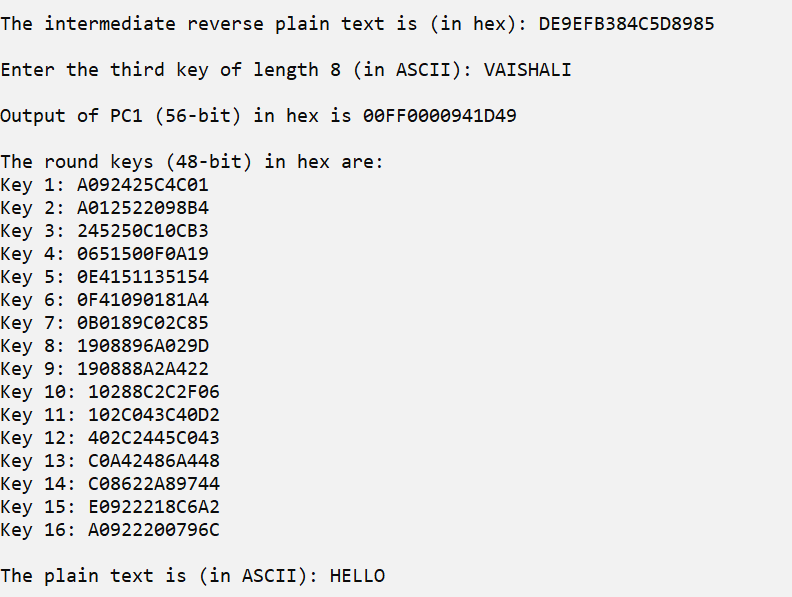 The intermediate reverse plain text is (in hex): DE9EFB384C5D8985
Enter the third key of length 8 (in ASCII): VAISHALI
Output of PC1 (56-bit) in hex is 00FF0000941D49
The round keys (48-bit) in hex are:
Key 1: A092425C4C01
Key 2: A012522098B4
Key 3: 245250C10CB3
Key 4: 0651500F0A19
Key 5: 0E4151135154
Key 6: 0F41090181A4
Key 7: 0B0189C02C85
Key 8: 1908896A029D
Key 9: 190888A2A422
Key 10: 10288C2C2F06
Key 11: 102C043C40D2
Key 12: 402C2445C043
Key 13: C0A42486A448
Key 14: C08622A89744
Key 15: E0922218C6A2
Key 16: A0922200796C
The plain text is (in ASCII): HELLO